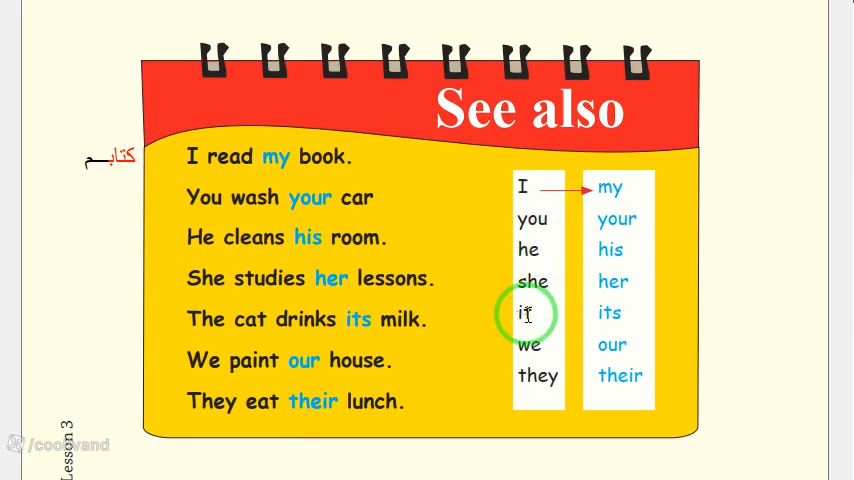 See also
کتابـــم
I read my book.
You wash your car
He cleans his room.
She studies her lessons.
The cat drinks its milk.
We paint our house.
They eat their lunch.
I my
you your
he his
she her
it its
we our
they their
Lesson 3
/coolivand